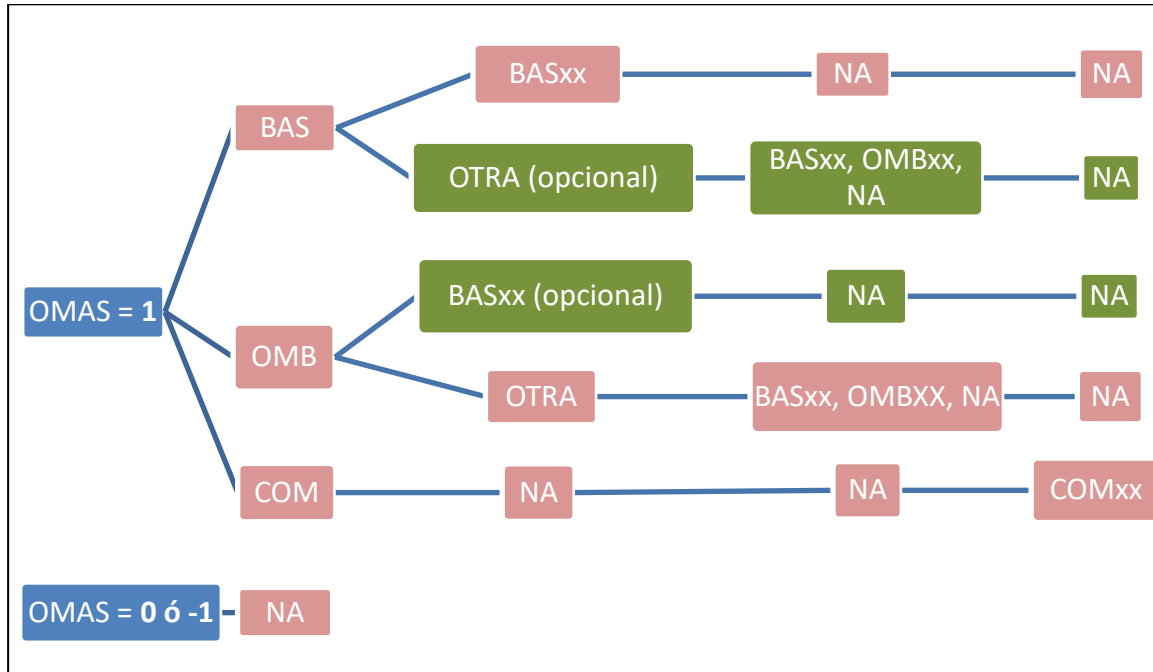 BASxx
NA
NA
BAS
OTRA (opcional)
BASxx, OMBxx,
NA
NA
BASxx (opcional)
NA
NA
OMAS = 1
OMB
OTRA
BASxx, OMBXX, NA
NA
COM
NA
NA
COMxx
OMAS = 0 ó -1
NA